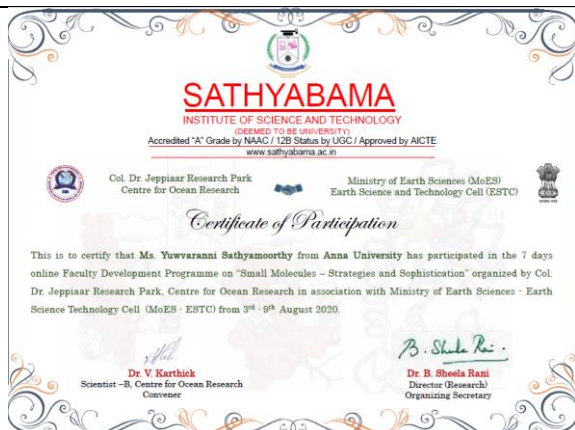 SATHYABAMA
INSTITUTE OF SCIENCE AND TECHNOLOGY
(DEEMED TO BE UNIVERSITY)
Accredited "A" Grade by NAAC / 12B Status by UGC / Approved by AICTE
www.sathyabama.ac.in
Col. Dr. Jeppiaar Research Park
Centre for Ocean Research
Ministry of Earth Sciences (MoES)
Earth Science and Technology Cell (ESTC)
Certificate of Participation
This is to certify that Ms. Yuwvaranni Sathyamoorthy from Anna University has participated in the 7 days
online Faculty Development Programme on "Small Molecules – Strategies and Sophistication" organized by Col.
Dr. Jeppiaar Research Park, Centre for Ocean Research in association with Ministry of Earth Sciences - Earth
Science Technology Cell (MoES - ESTC) from 3rd - 9th August 2020.
B. Sheela Rani.
Dr. V. Karthick
Scientist –B, Centre for Ocean Research
Convener
Dr. B. Sheela Rani
Director (Research)
Organizing Secretary